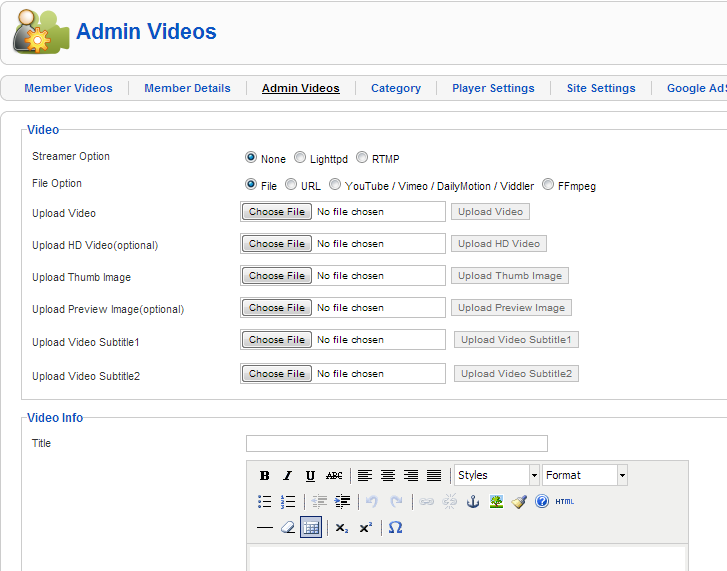 Admin Videos
Member Videos Member Details Admin Videos Category Player Settings Site Settings Google Ad
Video
Streamer Option None Lighttpd RTMP
File Option File URL YouTube / Vimeo / DailyMotion / Viddler FFmpeg
Upload Video Choose File No file chosen Upload Video
Upload HD Video(optional) Choose File No file chosen Upload HD Video
Upload Thumb Image Choose File No file chosen Upload Thumb Image
Upload Preview Image(optional) Choose File No file chosen Upload Preview Image
Upload Video Subtitle1 Choose File No file chosen Upload Video Subtitle1
Upload Video Subtitle2 Choose File No file chosen Upload Video Subtitle2
Video Info
Title
B I U ABC Styles Format
HTML
x₂ x² Ω